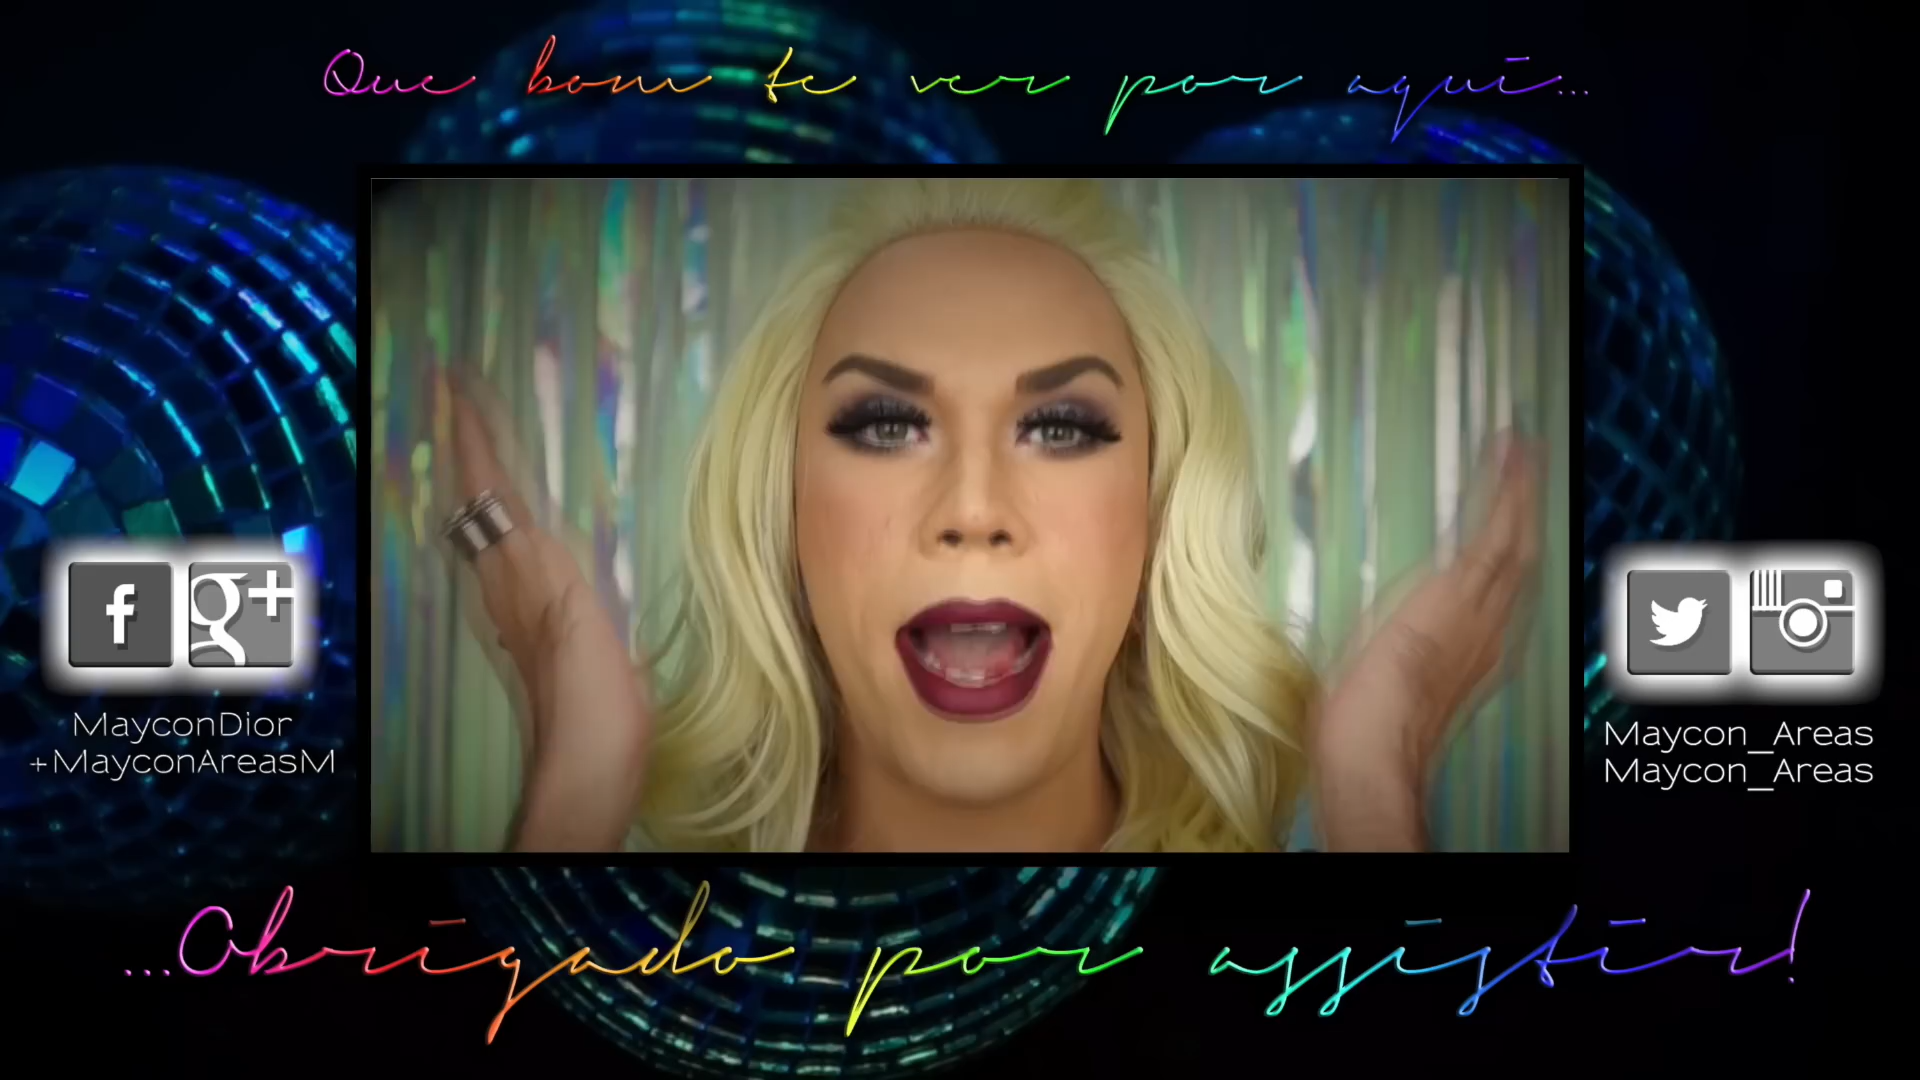 Que bom te ver por aqui...
f g+
MayconDior
+MayconAreasM
Maycon_Areas
Maycon_Areas
...Obrigado por assistir!